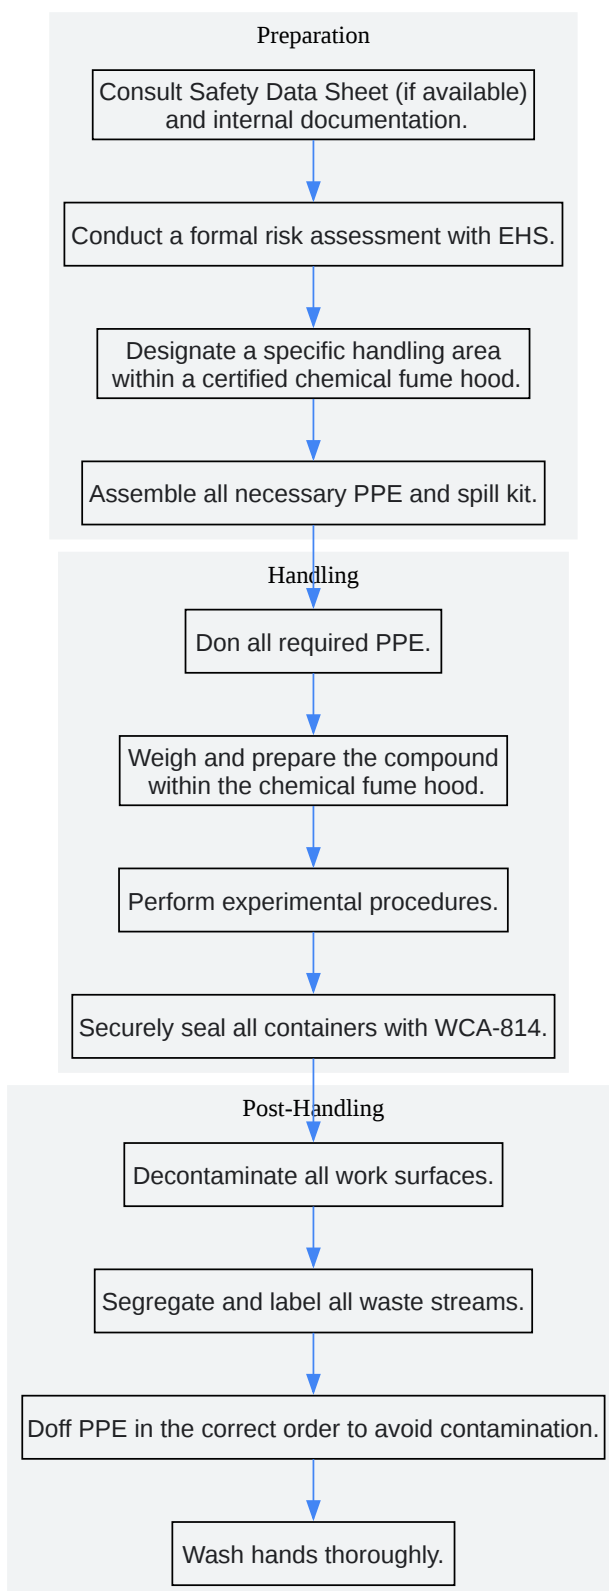 Preparation
Consult Safety Data Sheet (if available)
and internal documentation.
Conduct a formal risk assessment with EHS.
Designate a specific handling area
within a certified chemical fume hood.
Assemble all necessary PPE and spill kit.
Handling
Don all required PPE.
Weigh and prepare the compound
within the chemical fume hood.
Perform experimental procedures.
Securely seal all containers with WCA-814.
Post-Handling
Decontaminate all work surfaces.
Segregate and label all waste streams.
Doff PPE in the correct order to avoid contamination.
Wash hands thoroughly.